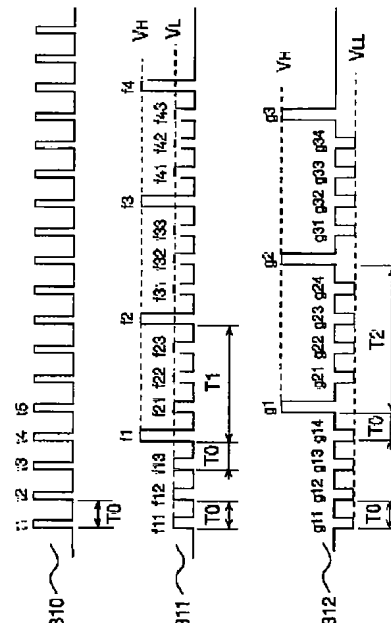 t1 t2 t3 t4 t5
T0
310
f11 f12 f13 f1 f21 f22 f23 f2 f31 f32 f33 f3 f41 f42 f43 f4
VH
VL
T0 T0 T1
311
g11 g12 g13 g14 g1 g21 g22 g23 g24 g2 g31 g32 g33 g34 g3
VH
VLL
T0 T0 T2
312